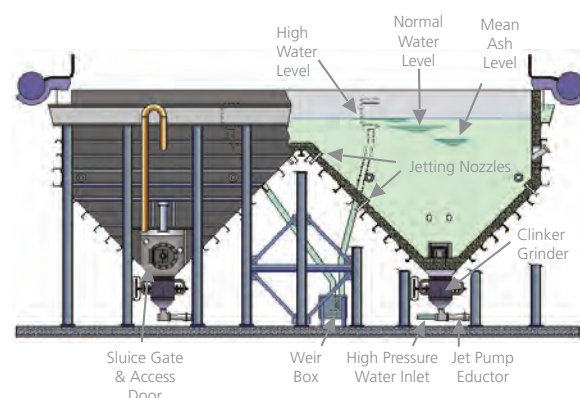 High
Water
Level
Normal
Water
Level
Mean
Ash
Level
Jetting Nozzles
Clinker
Grinder
Sluice Gate
& Access
Door
Weir
Box
High Pressure
Water Inlet
Jet Pump
Eductor